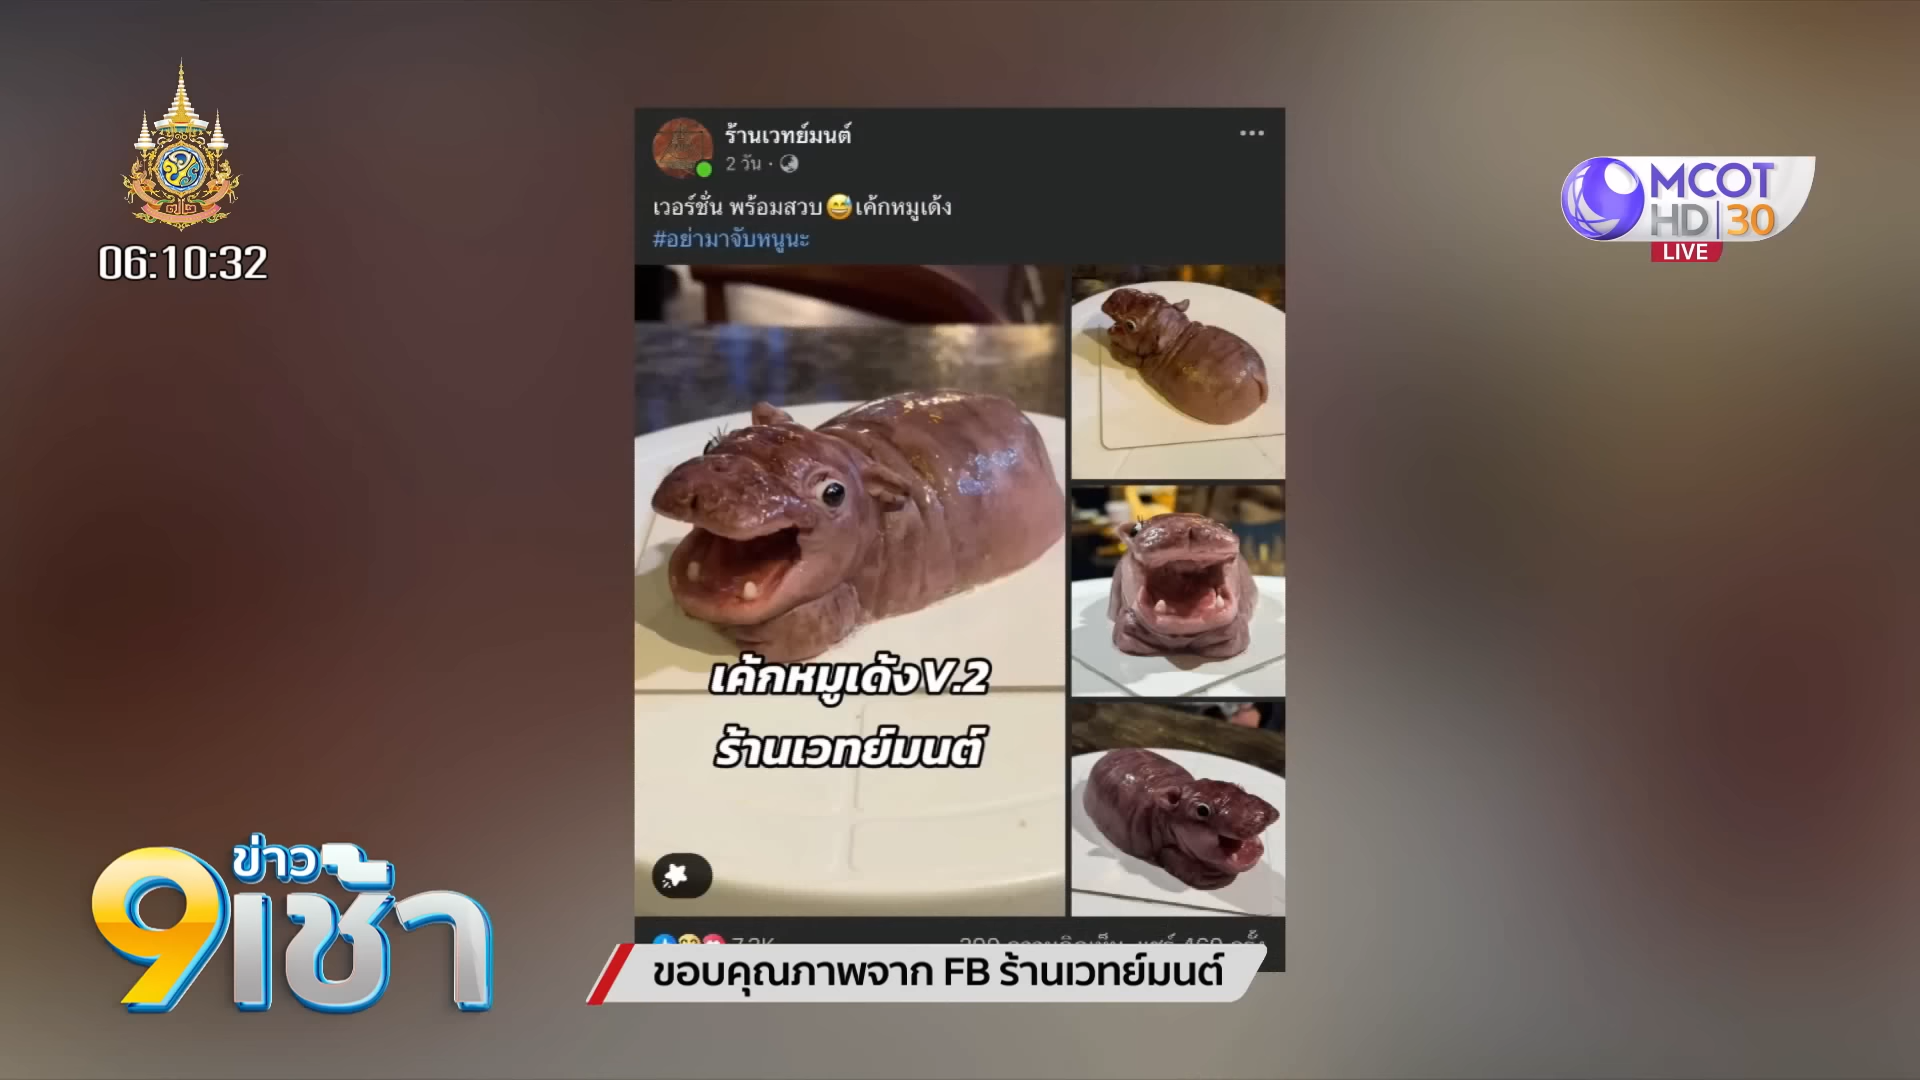 06:10:32
MCOT
HD 30
LIVE
ร้านเวทย์มนต์
2 วัน ·
เวอร์ชั่น พร้อมสวบ😅เค้กหมูเด้ง
#อย่ามาจับหนูนะ
เค้กหมูเด้งV.2
ร้านเวทย์มนต์
ขอบคุณภาพจาก FB ร้านเวทย์มนต์
9 ข่าว
เช้า